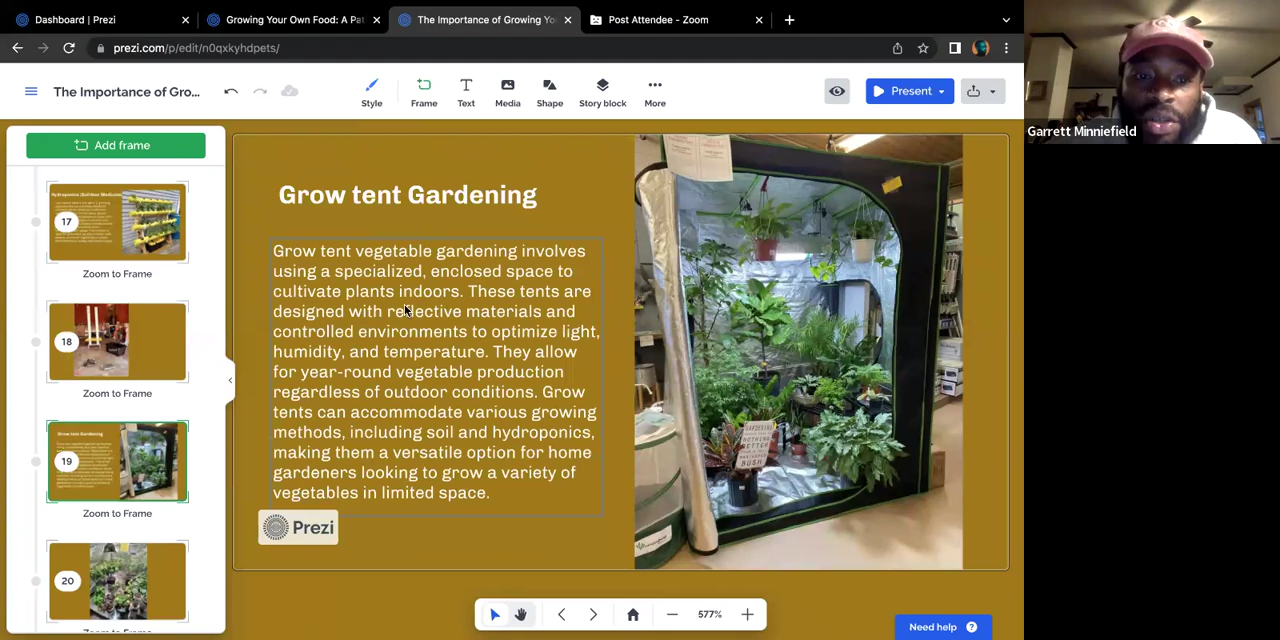 Dashboard | Prezi
Growing Your Own Food: A Pat
The Importance of Growing Yo
Post Attendee - Zoom
prezi.com/p/edit/n0qxkyhdpets/
The Importance of Gro...
Style
Frame
Text
Media
Shape
Story block
More
Present
Garrett Minniefield
Add frame
17
Zoom to Frame
18
Zoom to Frame
Grow tent Gardening
19
Zoom to Frame
20
Zoom to Frame
Grow tent Gardening
Grow tent vegetable gardening involves
using a specialized, enclosed space to
cultivate plants indoors. These tents are
designed with reflective materials and
controlled environments to optimize light,
humidity, and temperature. They allow
for year-round vegetable production
regardless of outdoor conditions. Grow
tents can accommodate various growing
methods, including soil and hydroponics,
making them a versatile option for home
gardeners looking to grow a variety of
vegetables in limited space.
Prezi
577%
Need help ?